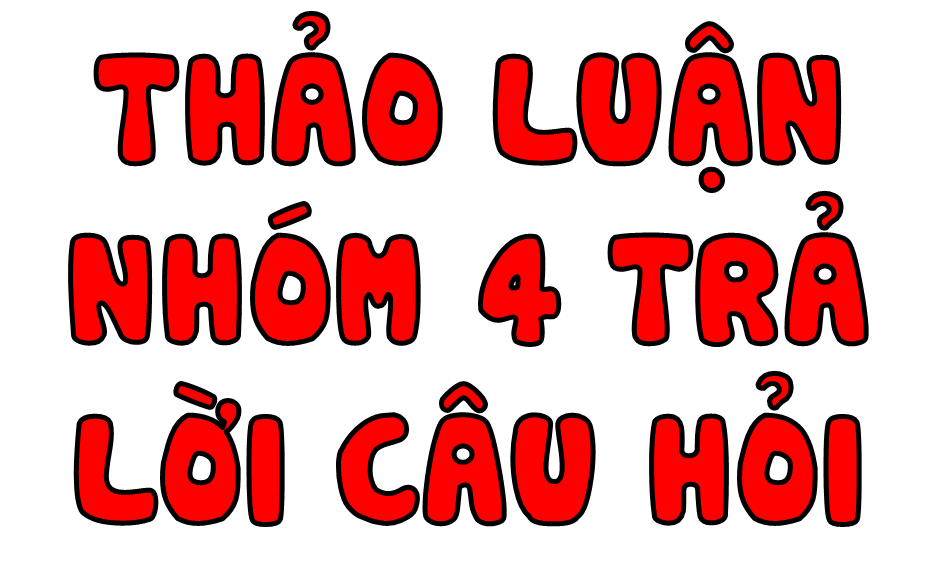 THẢO LUẬN
NHÓM 4 TRẢ
LỜI CÂU HỎI